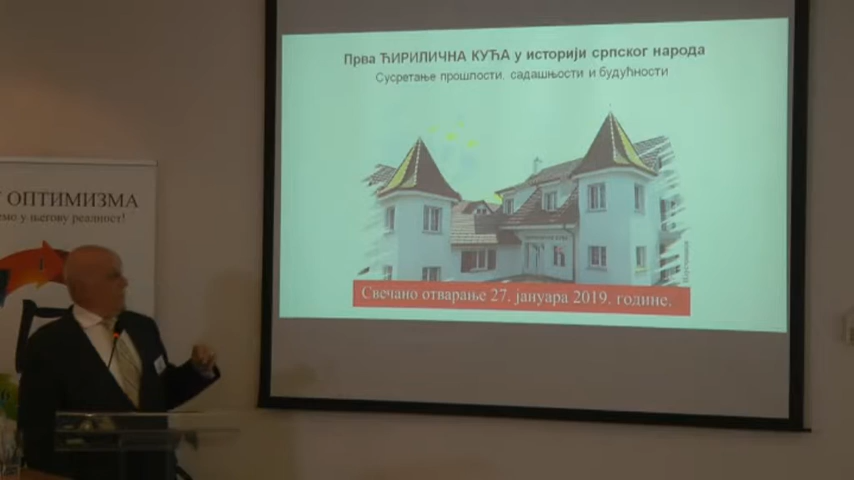 Прва ЋИРИЛИЧНА КУЋА у историји српског народа
Сусретање прошлости, садашњости и будућности
Свечано отварање 27. јануара 2019. године.
ОПТИМИЗМА
у његову реалност!